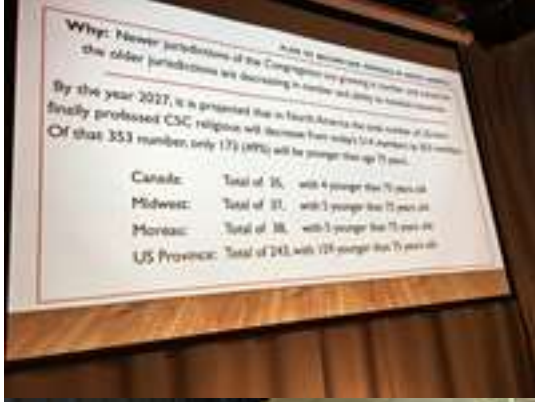 Why: Newer jurisdictions of the Congregation are growing in number and
the older jurisdictions are decreasing in number and ability to
By the year 2027, it is projected that in North America the total number of
finally professed CSC religious will decrease from today's 514 members to 353
Of that 353 number, only 173 (49%) will be younger than age 75 years.
Canada: Total of 35, with 4 younger than 75 years old
Midwest: Total of 37, with 5 younger than 75 years old
Moreau: Total of 38, with 5 younger than 75 years old
US Province: Total of 243, with 159 younger than 75 years old